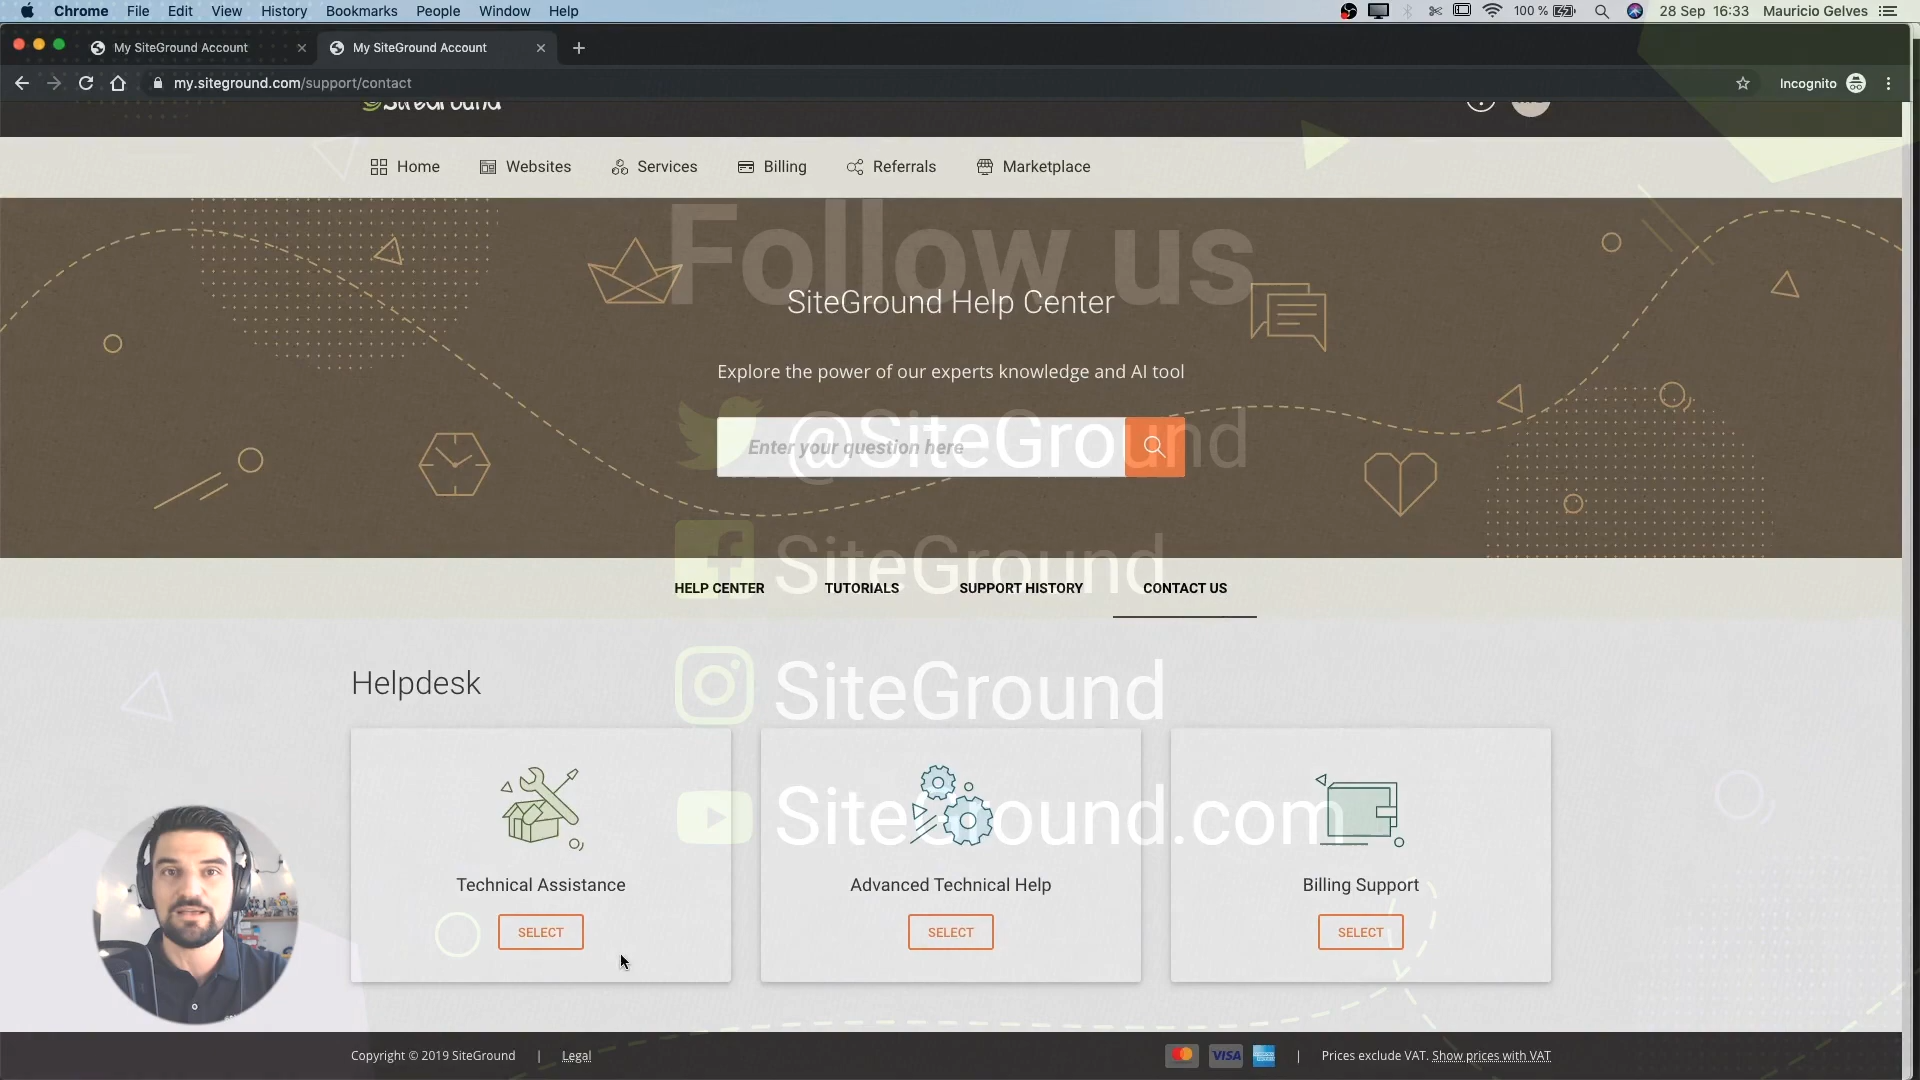 Chrome File Edit View History Bookmarks People Window Help
100 % 28 Sep 16:33 Mauricio Gelves
My SiteGround Account
My SiteGround Account
my.siteground.com/support/contact
Incognito
SiteGround
Home Websites Services Billing Referrals Marketplace
Follow us
SiteGround Help Center
Explore the power of our experts knowledge and AI tool
@SiteGround
Enter your question here
SiteGround
HELP CENTER TUTORIALS SUPPORT HISTORY CONTACT US
Helpdesk
SiteGround
SiteGround.com
Technical Assistance
Advanced Technical Help
Billing Support
SELECT
SELECT
SELECT
Copyright © 2019 SiteGround | Legal
VISA | Prices exclude VAT. Show prices with VAT